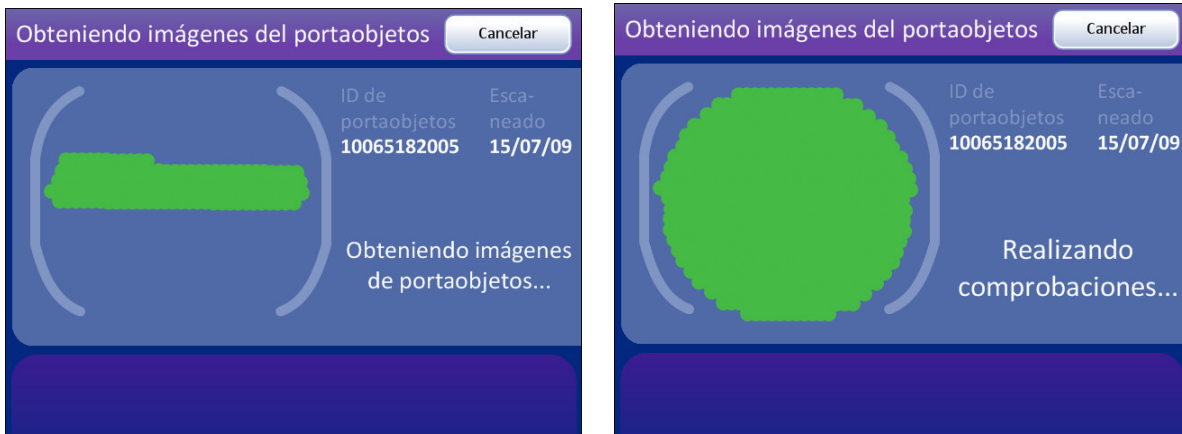 Obteniendo imágenes del portaobjetos
Cancelar
ID de
portaobjetos
10065182005
Esca-
neado
15/07/09
Obteniendo imágenes
de portaobjetos...
Obteniendo imágenes del portaobjetos
Cancelar
ID de
portaobjetos
10065182005
Esca-
neado
15/07/09
Realizando
comprobaciones...